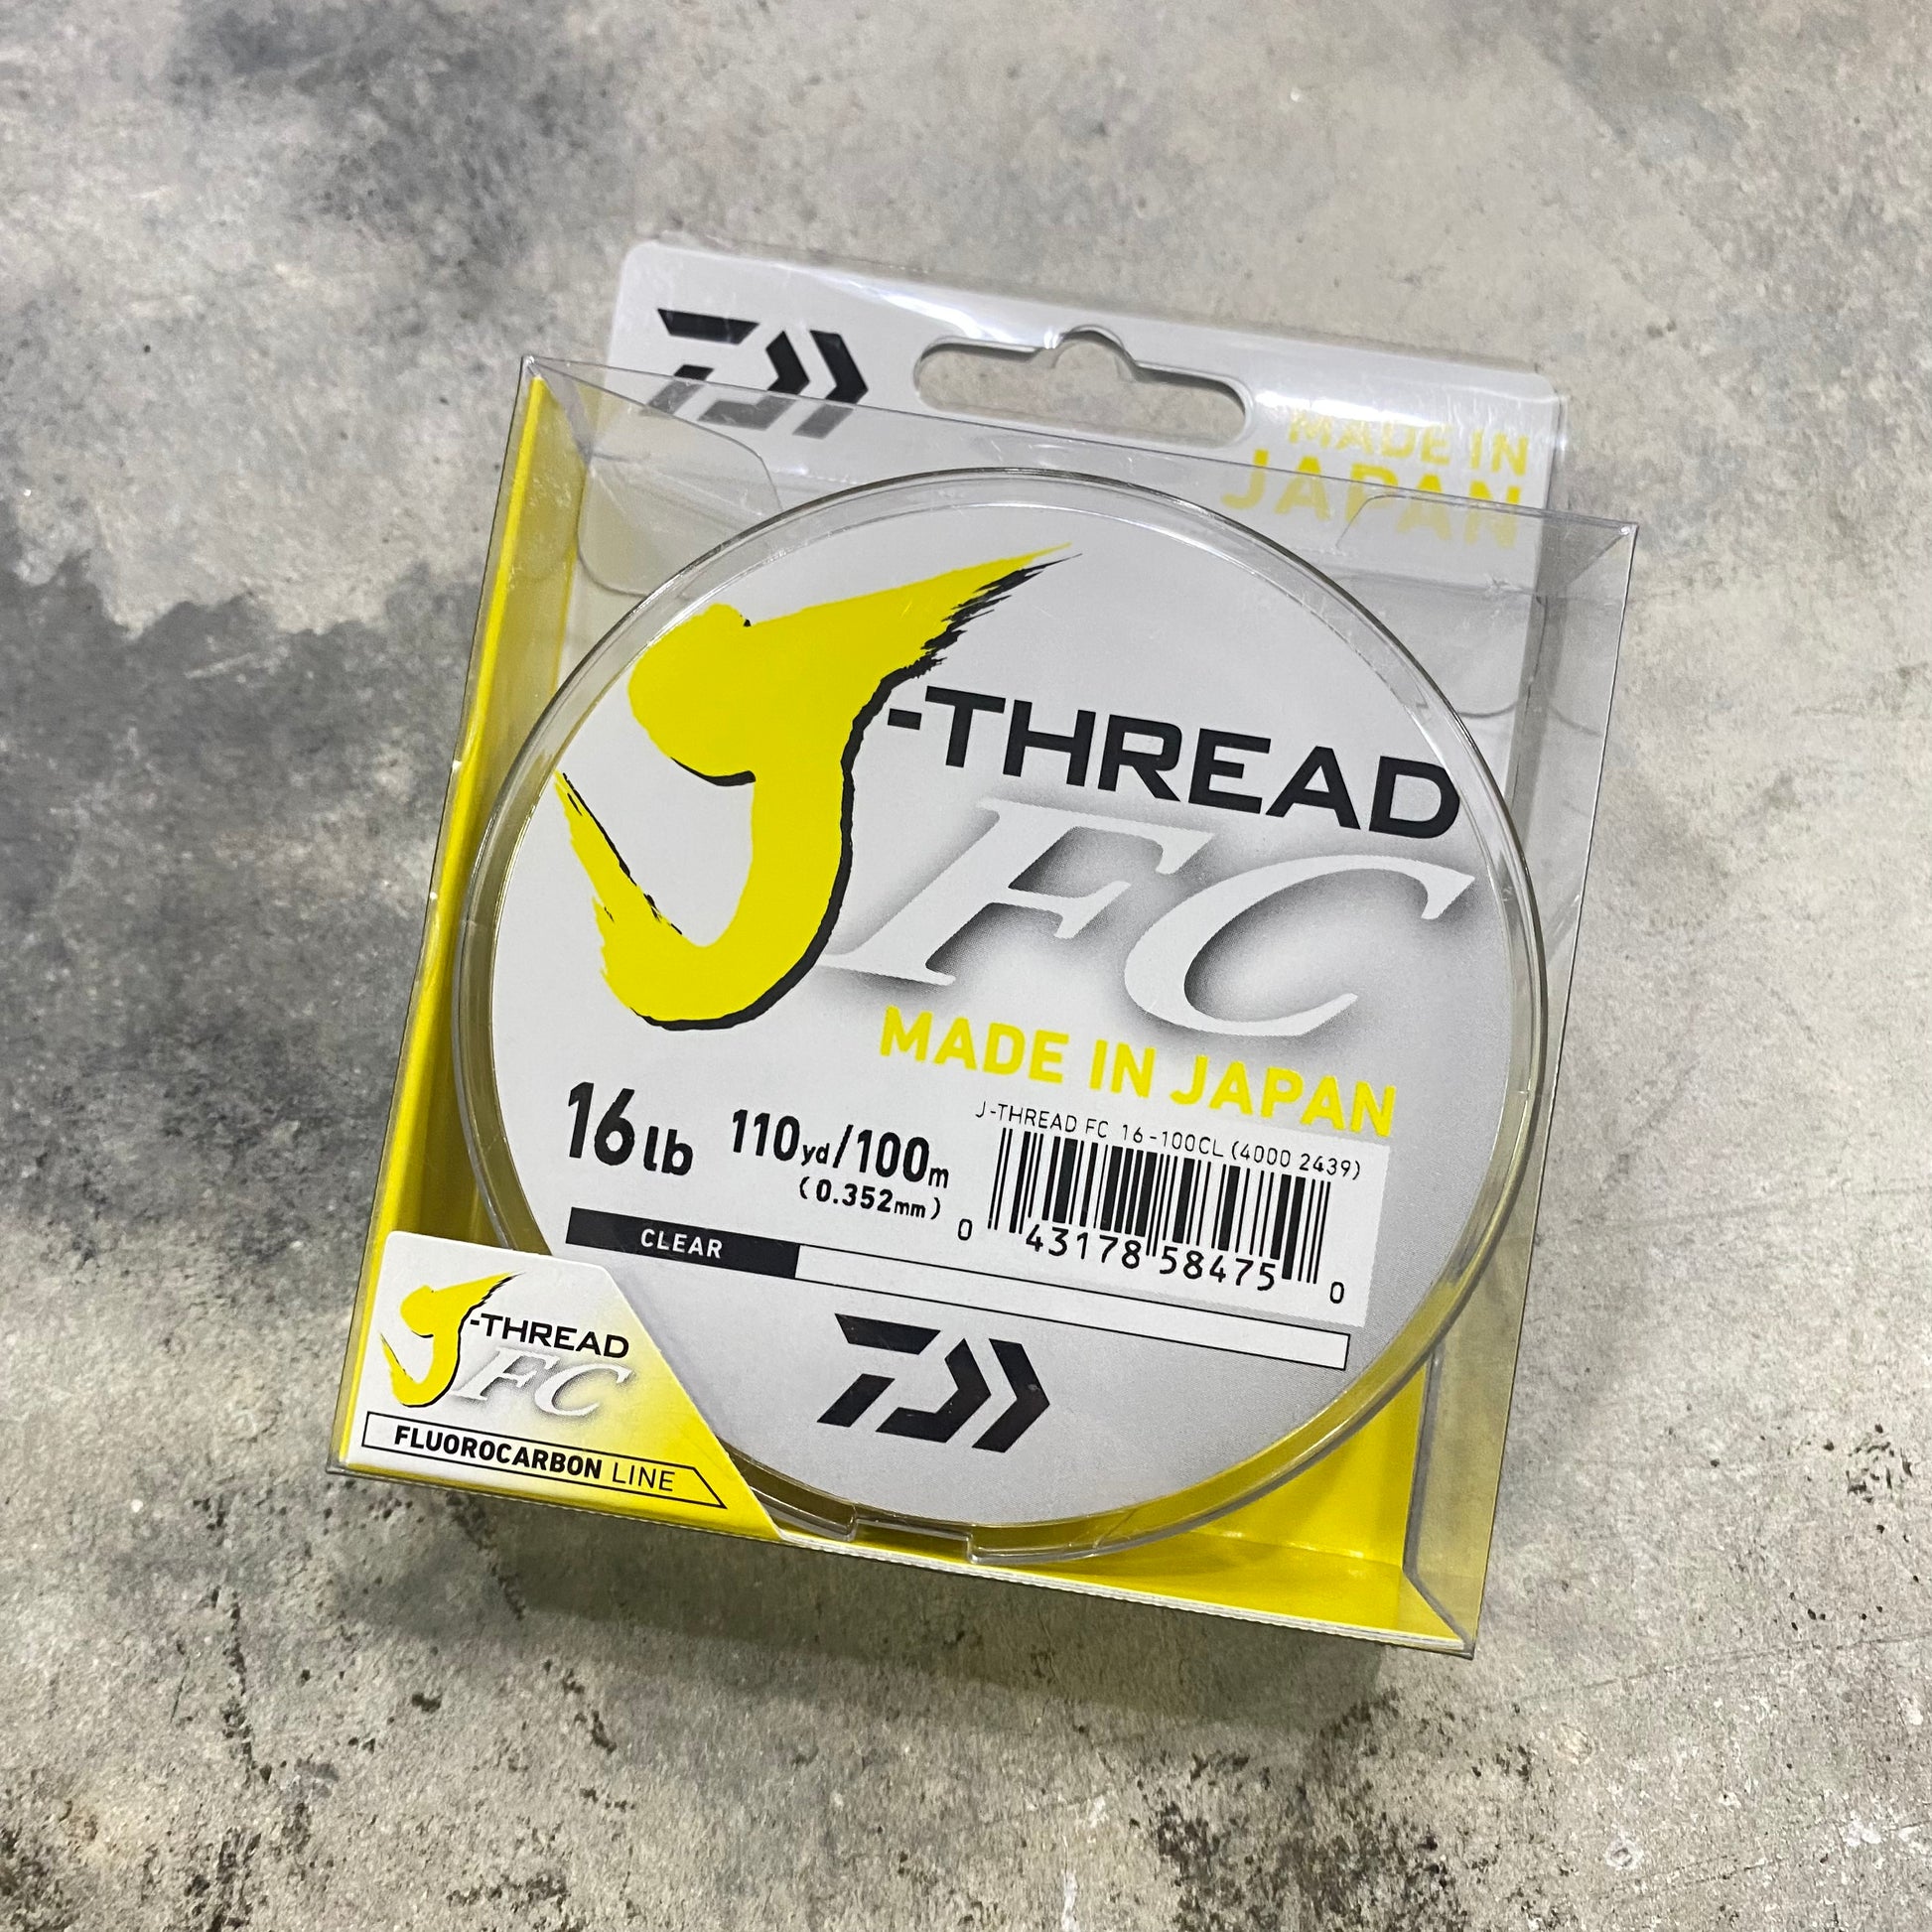 MADE IN
JAPAN
J-THREAD
FC
MADE IN JAPAN
16lb 110yd/100m
(0.352mm)
J-THREAD FC 16-100CL (4000 2439)
0 43178 58475 0
CLEAR
J-THREAD
FC
FLUOROCARBON LINE